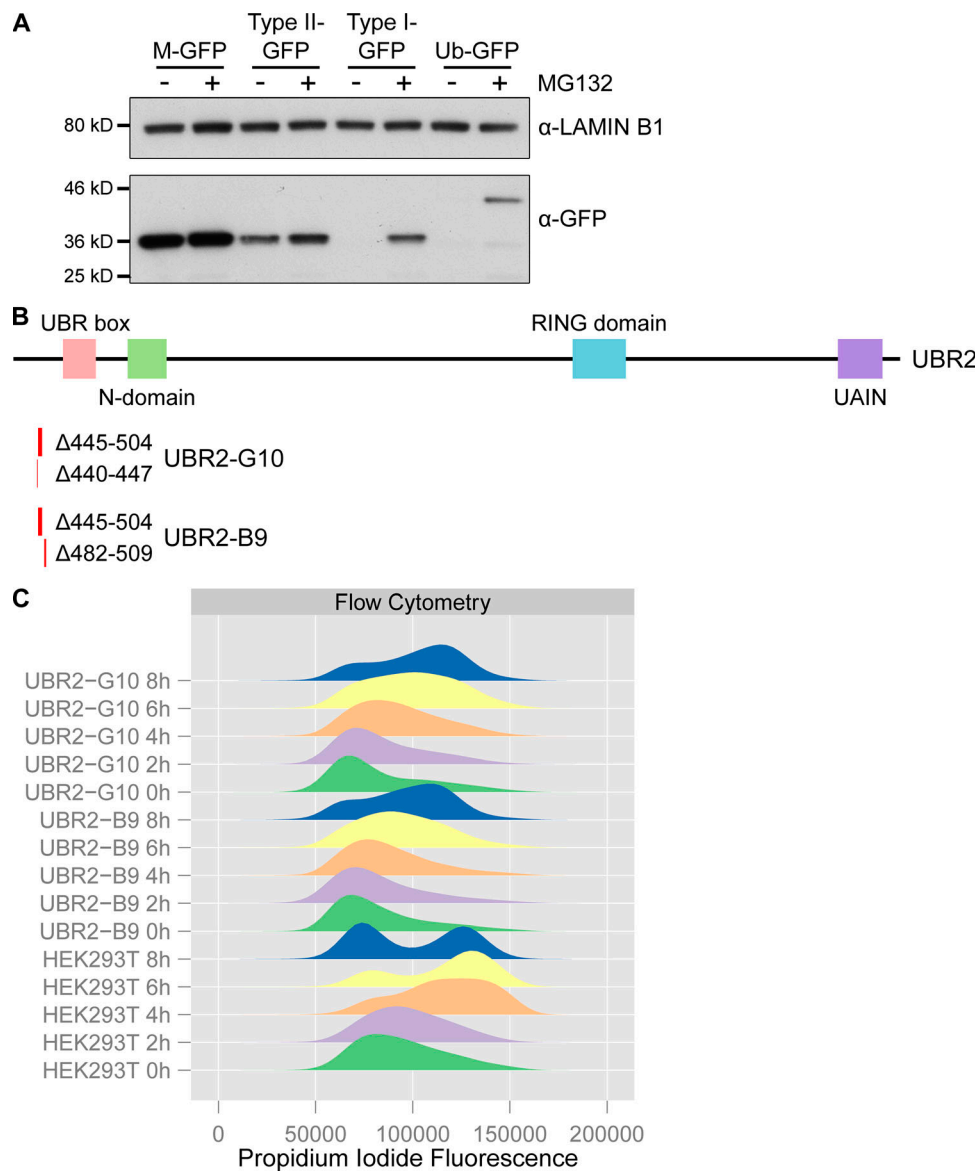 A
M-GFP
Type II-
GFP
Type I-
GFP
Ub-GFP
- + - + - + - + MG132
80 kD
α-LAMIN B1
46 kD
36 kD
25 kD
α-GFP
B
UBR box
RING domain
UBR2
N-domain
UAIN
Δ445-504
Δ440-447
UBR2-G10
Δ445-504
Δ482-509
UBR2-B9
C
Flow Cytometry
UBR2−G10 8h
UBR2−G10 6h
UBR2−G10 4h
UBR2−G10 2h
UBR2−G10 0h
UBR2−B9 8h
UBR2−B9 6h
UBR2−B9 4h
UBR2−B9 2h
UBR2−B9 0h
HEK293T 8h
HEK293T 6h
HEK293T 4h
HEK293T 2h
HEK293T 0h
0 50000 100000 150000 200000
Propidium Iodide Fluorescence